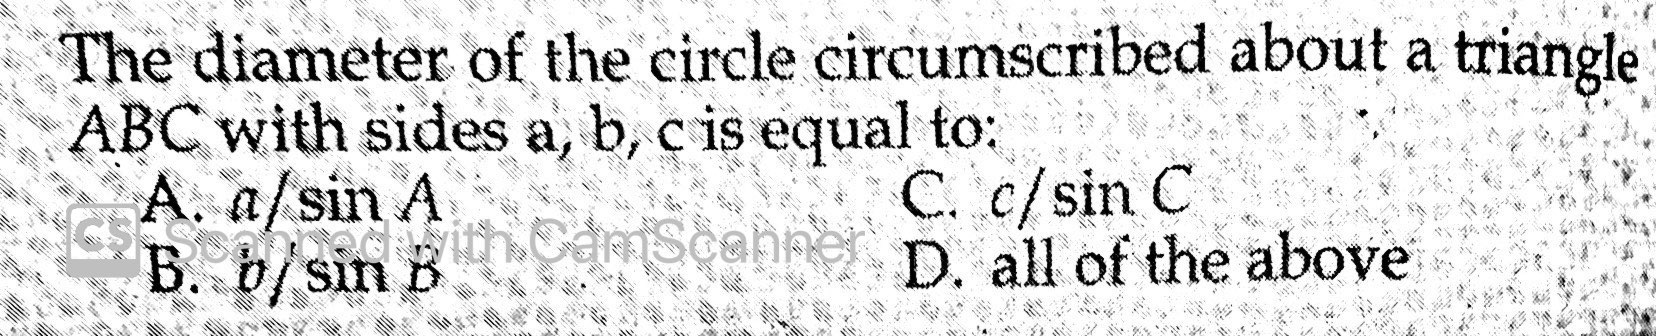 The diameter of the circle circumscribed about a triangle
ABC with sides a, b, c is equal to:
A. a/sin A
C. c/sin C
CS Scanned with CamScanner
B. b/sin B
D. all of the above